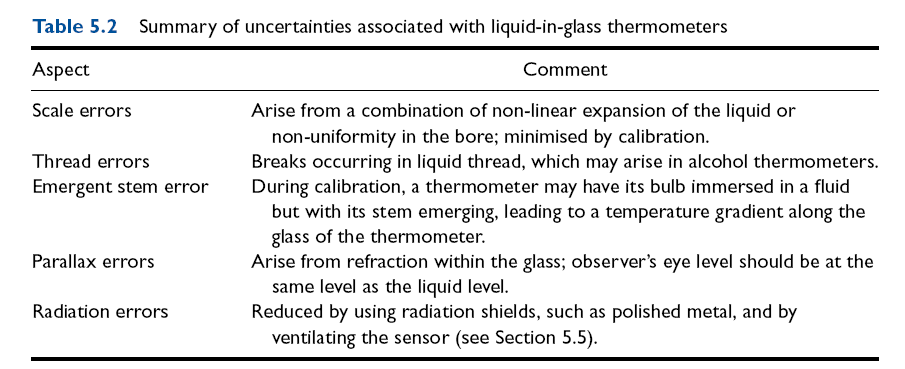 Table 5.2 Summary of uncertainties associated with liquid-in-glass thermometers
Aspect Comment
Scale errors Arise from a combination of non-linear expansion of the liquid or
non-uniformity in the bore; minimised by calibration.
Thread errors Breaks occurring in liquid thread, which may arise in alcohol thermometers.
Emergent stem error During calibration, a thermometer may have its bulb immersed in a fluid
but with its stem emerging, leading to a temperature gradient along the
glass of the thermometer.
Parallax errors Arise from refraction within the glass; observer's eye level should be at the
same level as the liquid level.
Radiation errors Reduced by using radiation shields, such as polished metal, and by
ventilating the sensor (see Section 5.5).